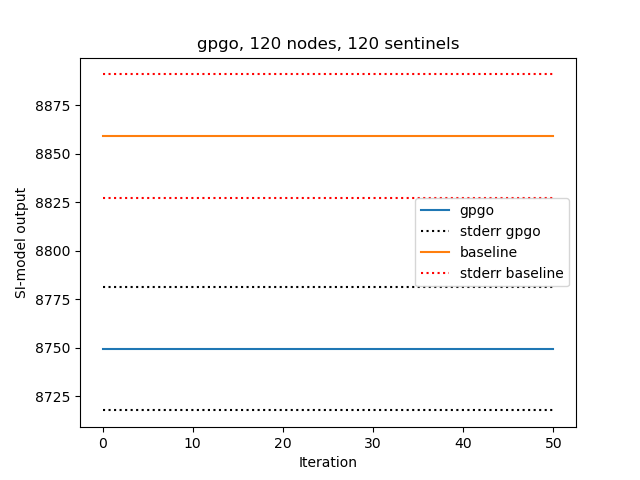 gpgo, 120 nodes, 120 sentinels
SI-model output
8875
8850
8825
8800
8775
8750
8725
gpgo
stderr gpgo
baseline
stderr baseline
0 10 20 30 40 50
Iteration